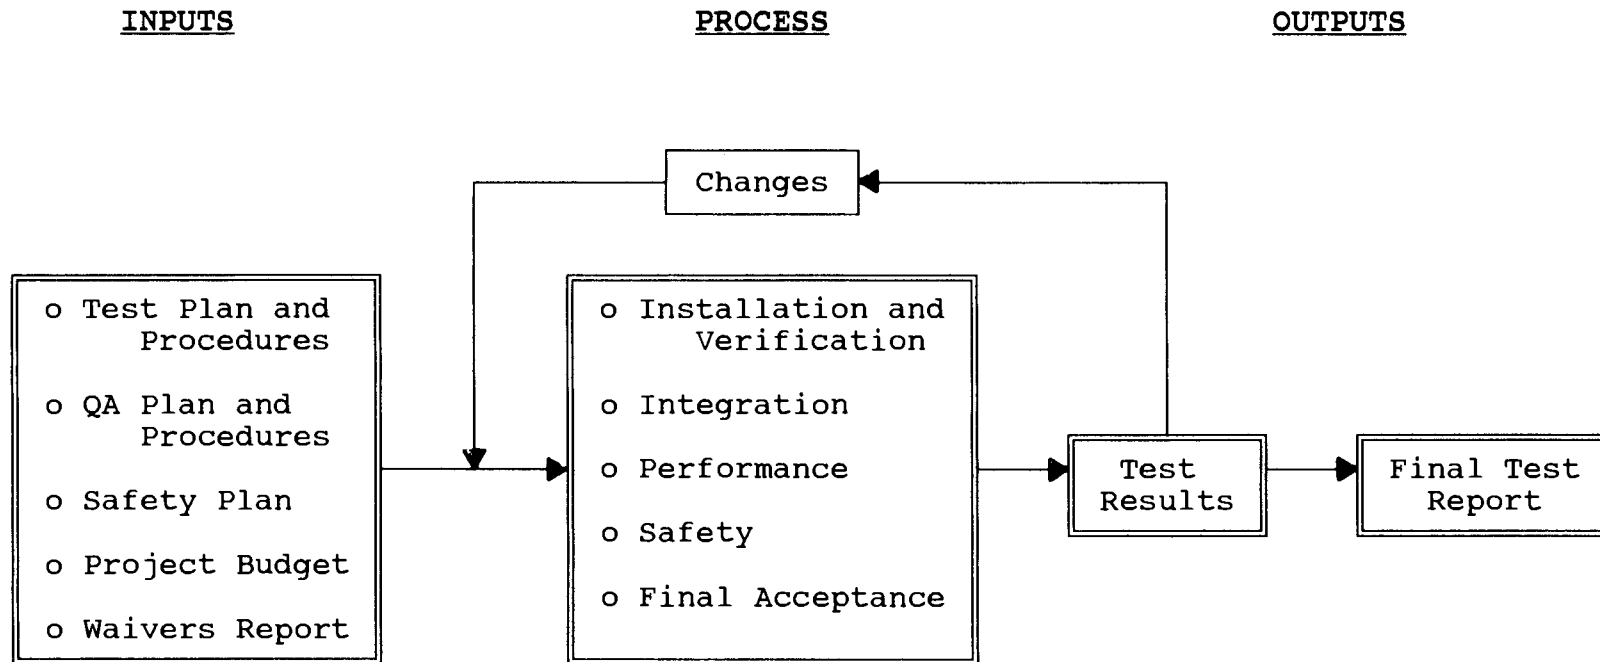 INPUTS
PROCESS
OUTPUTS
Changes
o Test Plan and
Procedures
o QA Plan and
Procedures
o Safety Plan
o Project Budget
o Waivers Report
o Installation and
Verification
o Integration
o Performance
o Safety
o Final Acceptance
Test
Results
Final Test
Report